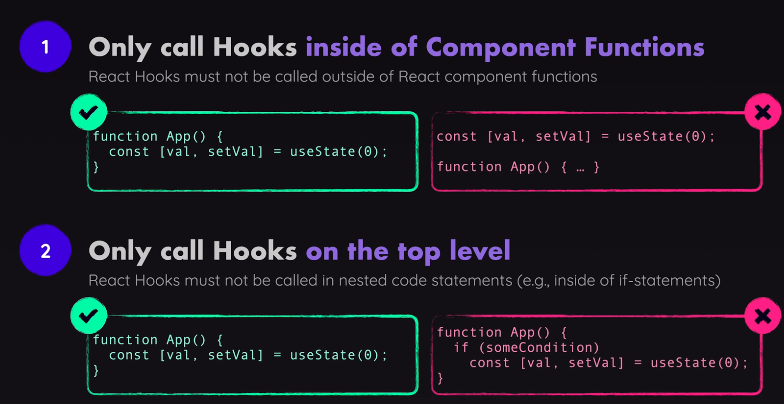 1
Only call Hooks inside of Component Functions
React Hooks must not be called outside of React component functions
function App() {
  const [val, setVal] = useState(0);
}
const [val, setVal] = useState(0);
function App() { … }
2
Only call Hooks on the top level
React Hooks must not be called in nested code statements (e.g., inside of if-statements)
function App() {
  const [val, setVal] = useState(0);
}
function App() {
  if (someCondition)
    const [val, setVal] = useState(0);
}